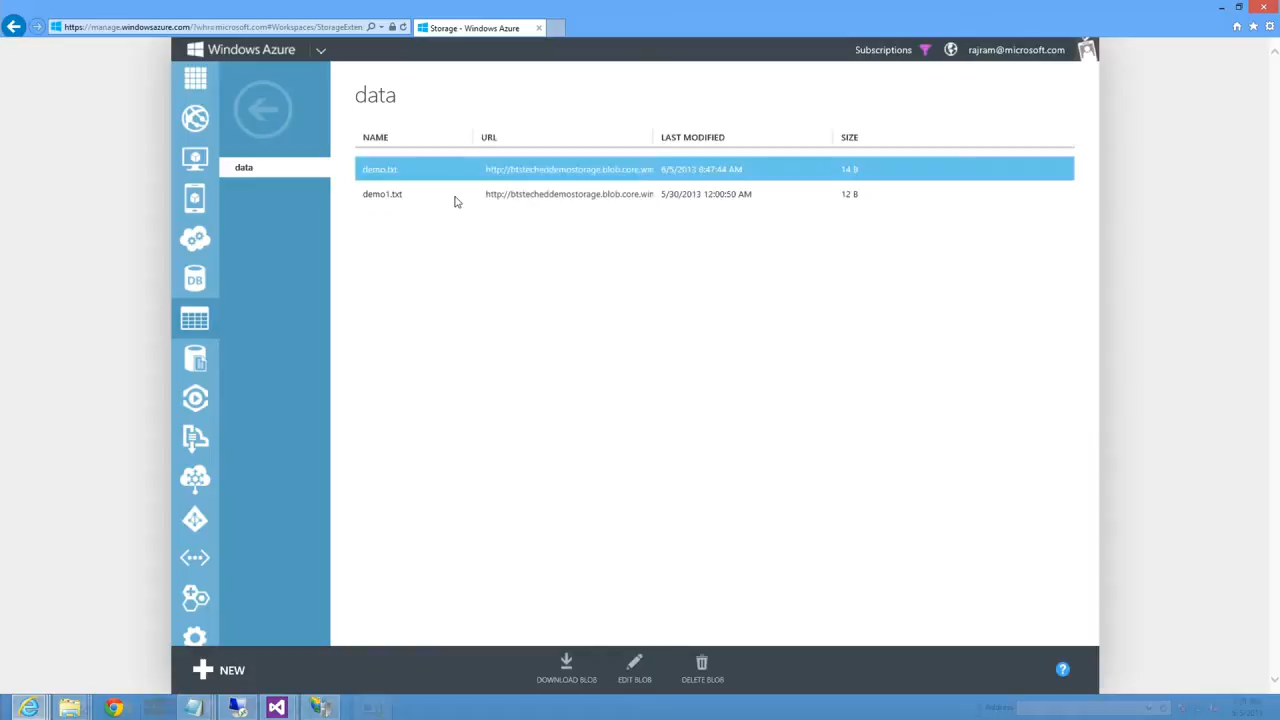 https://manage.windowsazure.com/?whr=microsoft.com#Workspaces/StorageExten
Storage - Windows Azure
Windows Azure
Subscriptions
rajram@microsoft.com
data
data
NAME
URL
LAST MODIFIED
SIZE
demo.txt
http://btstecheddemostorage.blob.core.win
6/5/2013 8:47:44 AM
14 B
demo1.txt
http://btstecheddemostorage.blob.core.win
5/30/2013 12:00:50 AM
12 B
DB
NEW
DOWNLOAD BLOB
EDIT BLOB
DELETE BLOB
?
Address